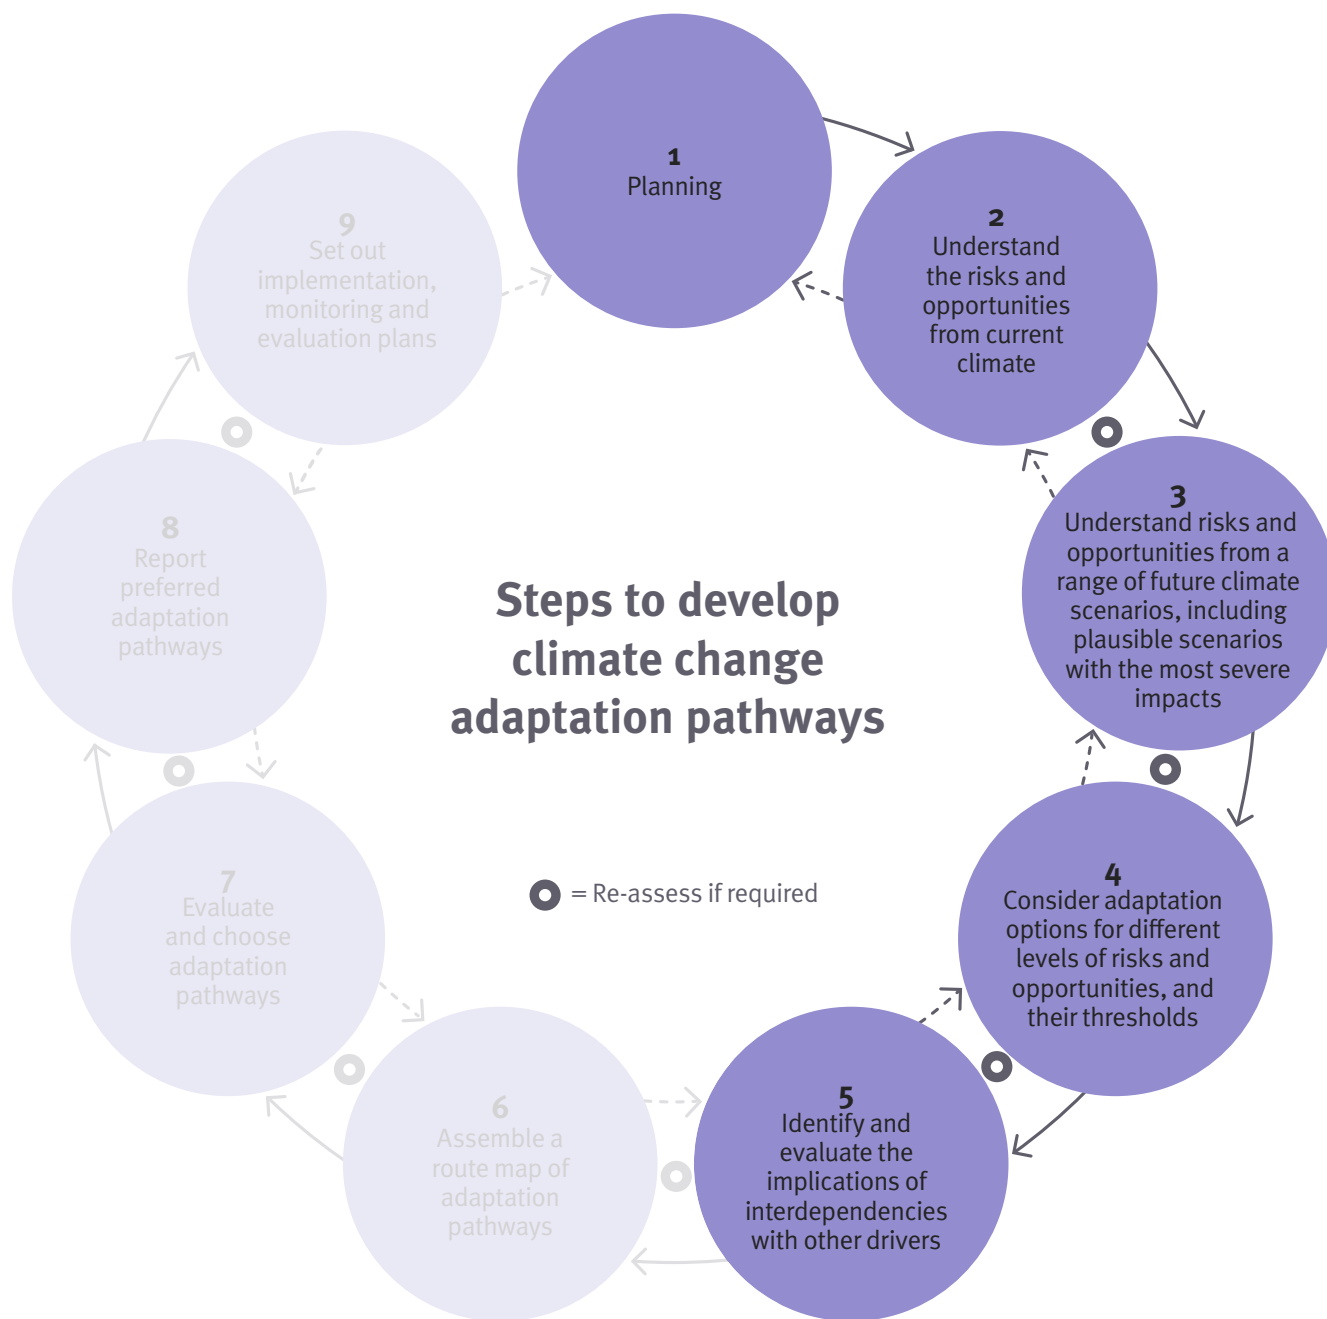 1
Planning
2
Understand
the risks and
opportunities
from current
climate
3
Understand risks and
opportunities from a
range of future climate
scenarios, including
plausible scenarios
with the most severe
impacts
4
Consider adaptation
options for different
levels of risks and
opportunities, and
their thresholds
5
Identify and
evaluate the
implications of
interdependencies
with other drivers
6
Assemble a
route map of
adaptation
pathways
7
Evaluate
and choose
adaptation
pathways
8
Report
preferred
adaptation
pathways
9
Set out
implementation,
monitoring and
evaluation plans
Steps to develop
climate change
adaptation pathways
= Re-assess if required